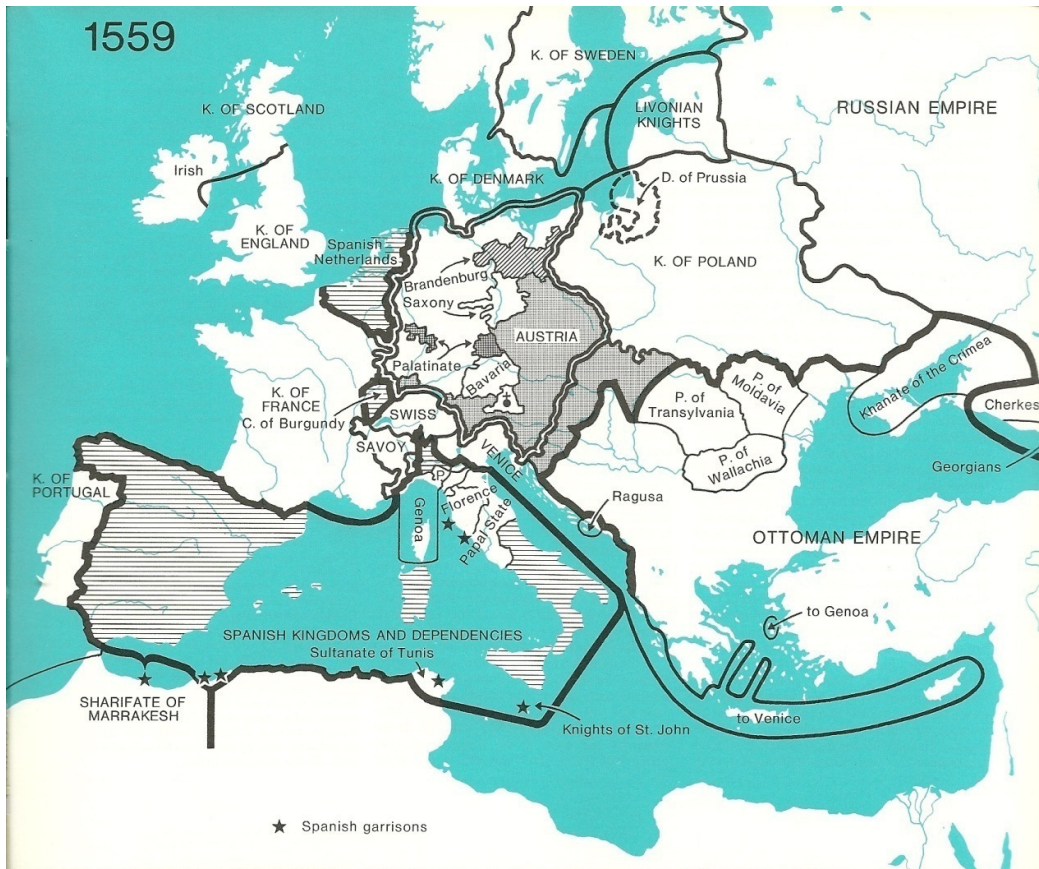 1559
K. OF SWEDEN
K. OF SCOTLAND
LIVONIAN
KNIGHTS
RUSSIAN EMPIRE
Irish
K. OF DENMARK
D. of Prussia
K. OF
ENGLAND
Spanish
Netherlands
K. OF POLAND
Brandenburg
Saxony
AUSTRIA
Palatinate
Bavaria
K. OF
FRANCE
C. of Burgundy
SWISS
SAVOY
VENICE
P. of
Transylvania
P. of
Moldavia
Khanate of the Crimea
Cherkes
P. of
Wallachia
Georgians
K. OF
PORTUGAL
P.
Florence
Genoa
Papal State
Ragusa
OTTOMAN EMPIRE
to Genoa
SPANISH KINGDOMS AND DEPENDENCIES
Sultanate of Tunis
SHARIFATE OF
MARRAKESH
Knights of St. John
to Venice
Spanish garrisons